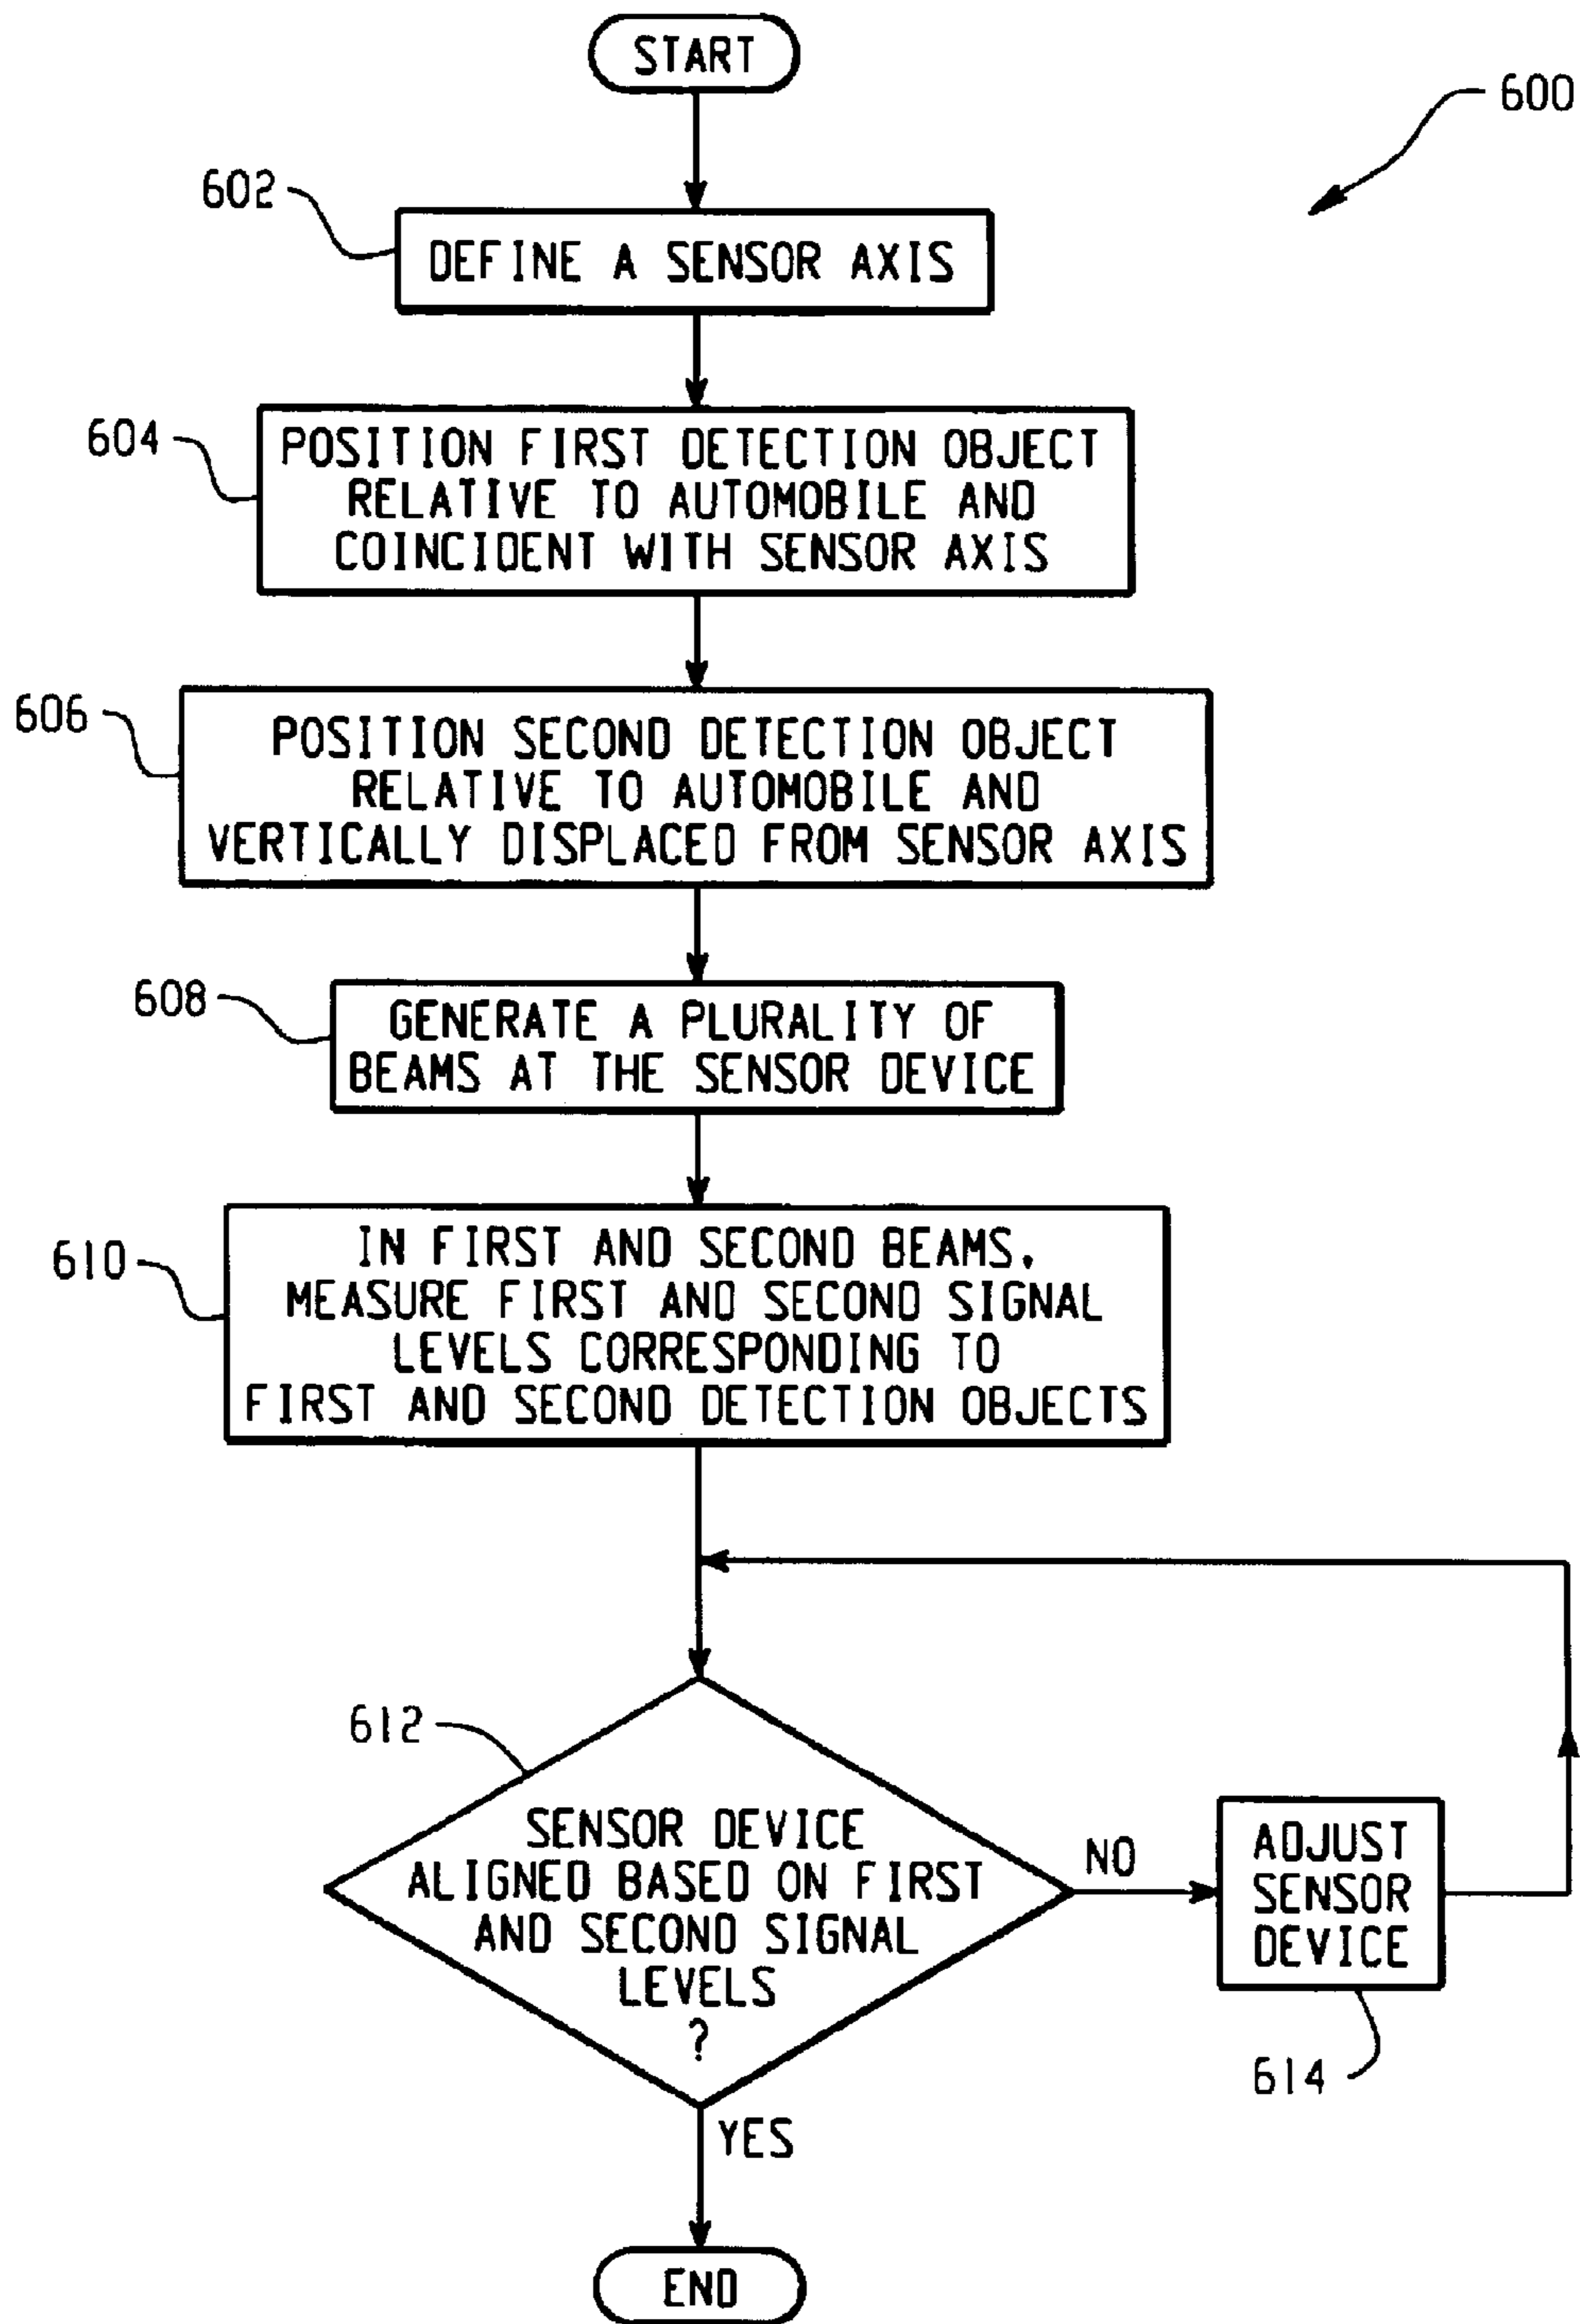 START
600
602
DEFINE A SENSOR AXIS
604
POSITION FIRST DETECTION OBJECT
RELATIVE TO AUTOMOBILE AND
COINCIDENT WITH SENSOR AXIS
606
POSITION SECOND DETECTION OBJECT
RELATIVE TO AUTOMOBILE AND
VERTICALLY DISPLACED FROM SENSOR AXIS
608
GENERATE A PLURALITY OF
BEAMS AT THE SENSOR DEVICE
610
IN FIRST AND SECOND BEAMS,
MEASURE FIRST AND SECOND SIGNAL
LEVELS CORRESPONDING TO
FIRST AND SECOND DETECTION OBJECTS
612
SENSOR DEVICE
ALIGNED BASED ON FIRST
AND SECOND SIGNAL
LEVELS
?
NO
ADJUST
SENSOR
DEVICE
614
YES
END